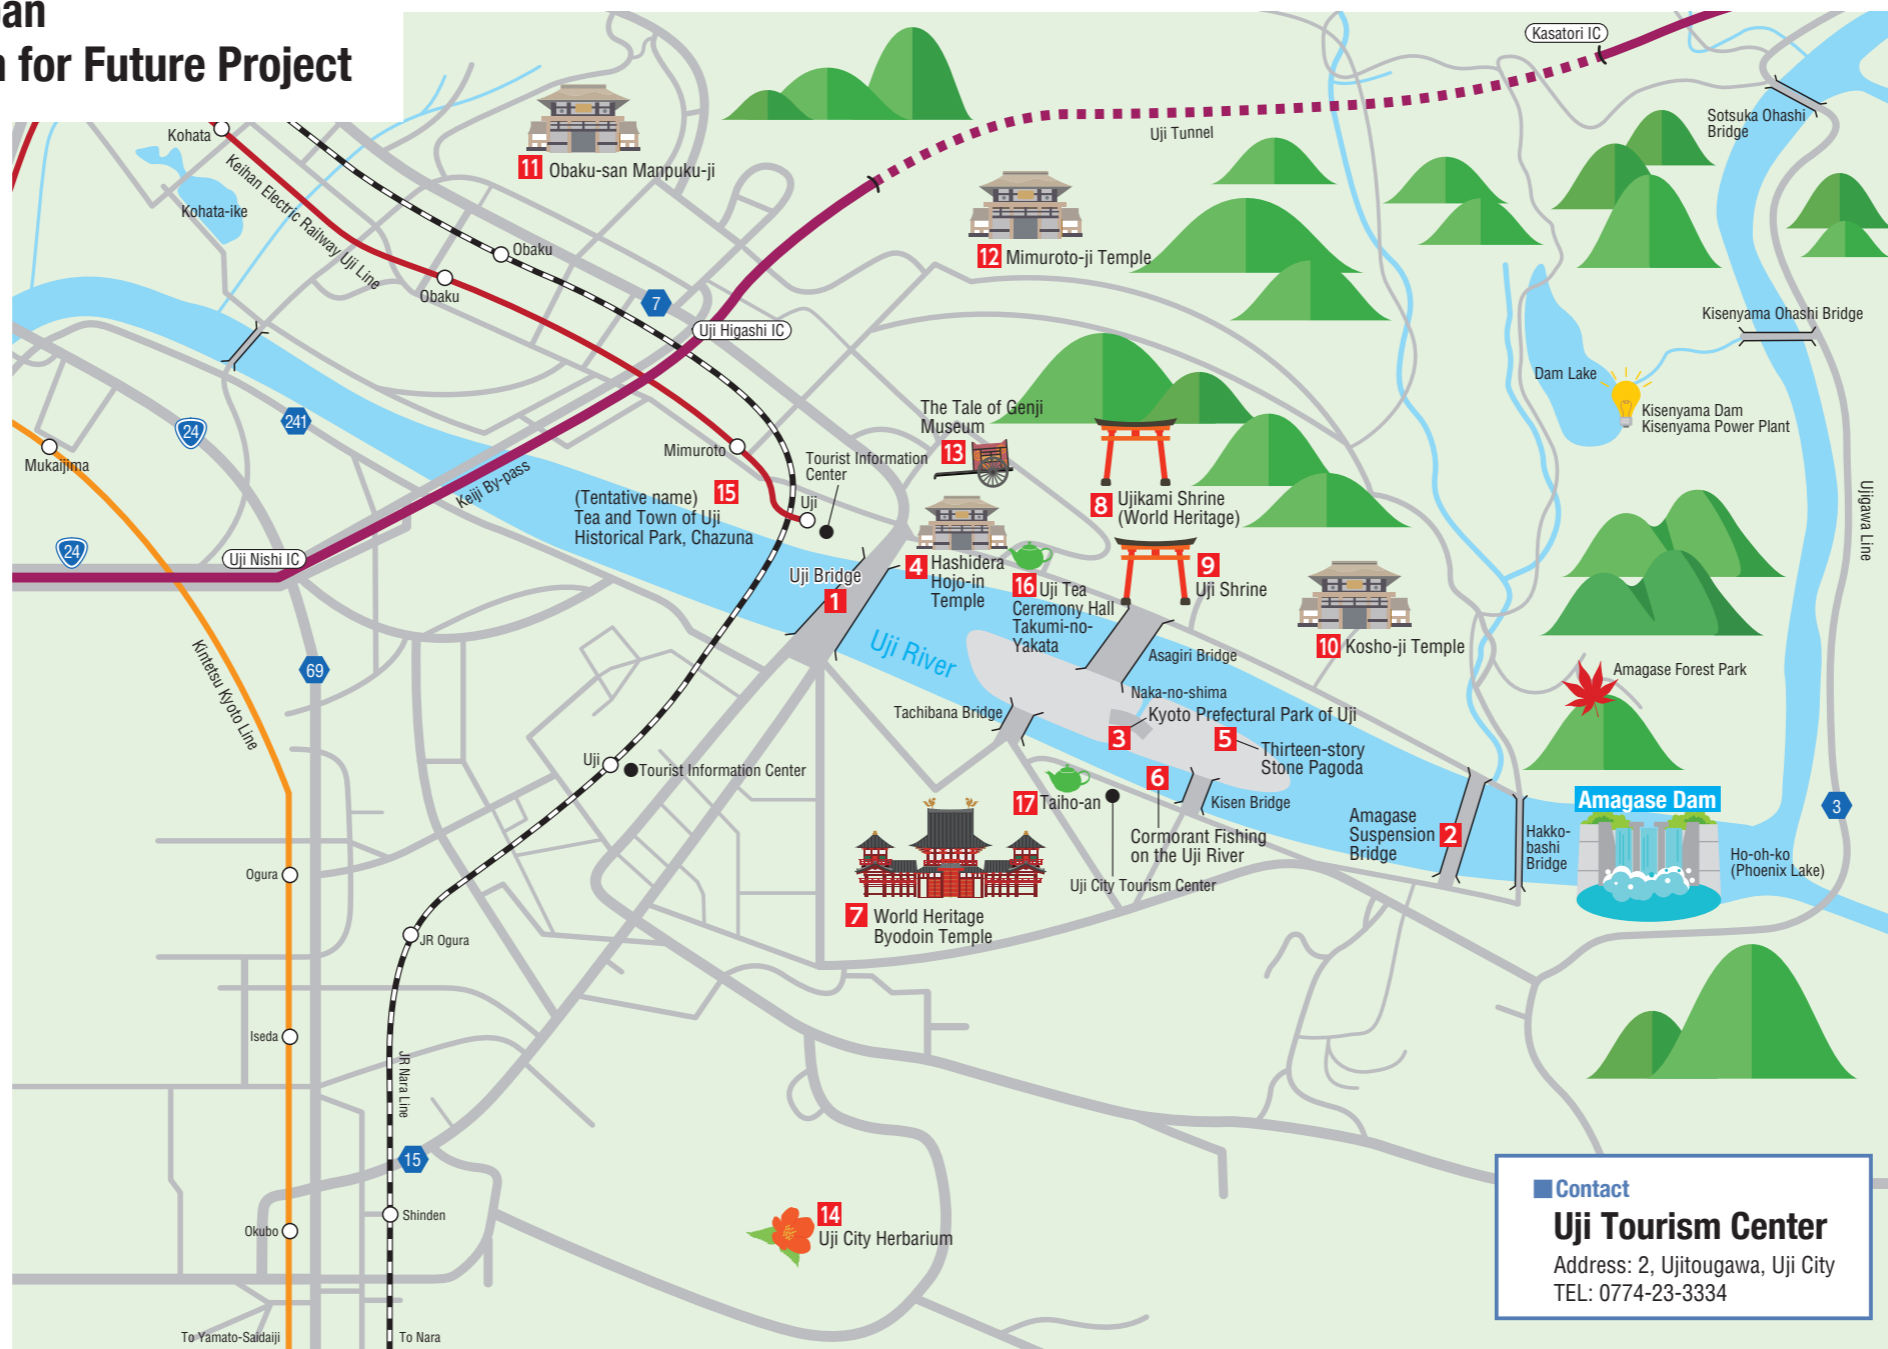 for Future Project
Kasatori IC
Sotsuka Ohashi
Bridge
Uji Tunnel
Kohata
Keihan Electric Railway Uji Line
11 Obaku-san Manpuku-ji
Kohata-ike
Obaku
Obaku
12 Mimuroto-ji Temple
7
Uji Higashi IC
Kisenyama Ohashi Bridge
Dam Lake
Kisenyama Dam
Kisenyama Power Plant
24
241
Mukaijima
Keiji By-pass
Mimuroto
The Tale of Genji
Museum
13
Tourist Information
Center
(Tentative name) 15
Tea and Town of Uji
Historical Park, Chazuna
Uji
8 Ujikami Shrine
(World Heritage)
Ujigawa Line
24
Uji Nishi IC
Uji Bridge
1
4 Hashidera
Hojo-in
Temple
16 Uji Tea
Ceremony Hall
Takumi-no-
Yakata
9
Uji Shrine
10 Kosho-ji Temple
Uji River
Asagiri Bridge
69
Kintetsu Kyoto Line
Amagase Forest Park
Naka-no-shima
Tachibana Bridge
Kyoto Prefectural Park of Uji
3
5
Thirteen-story
Stone Pagoda
Uji
Tourist Information Center
6
17 Taiho-an
Kisen Bridge
Cormorant Fishing
on the Uji River
Uji City Tourism Center
Amagase
Suspension
Bridge
2
Hakko-
bashi
Bridge
Amagase Dam
3
Ho-oh-ko
(Phoenix Lake)
Ogura
7 World Heritage
Byodoin Temple
JR Ogura
Iseda
JR Nara Line
15
Okubo
Shinden
14
Uji City Herbarium
To Yamato-Saidaiji
To Nara
Contact
Uji Tourism Center
Address: 2, Ujitougawa, Uji City
TEL: 0774-23-3334